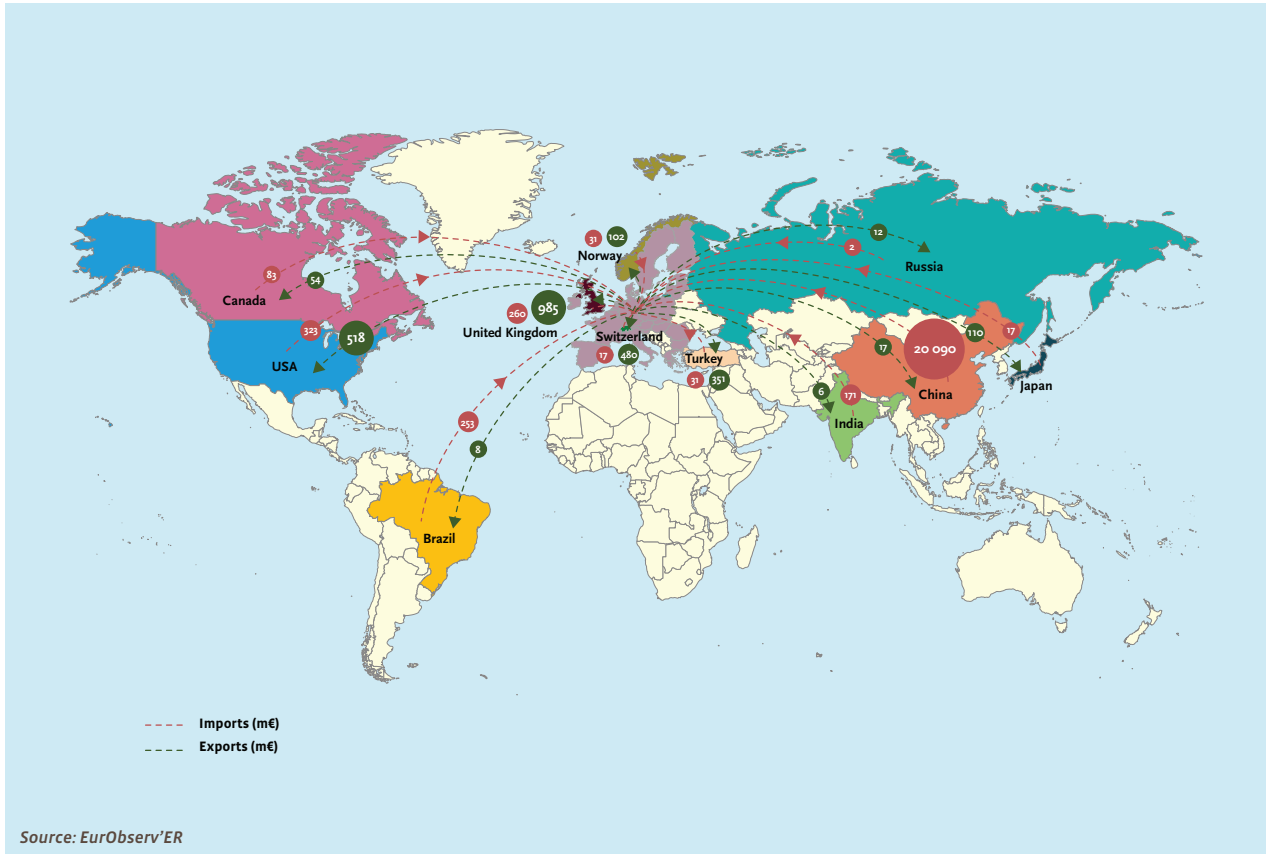 31
102
Norway
12
2
Russia
83
54
Canada
260
985
United Kingdom
323
518
USA
Switzerland
17
480
Turkey
31
351
17
20 090
110
17
China
Japan
6
171
India
253
8
Brazil
Imports (m€)
Exports (m€)
Source: EurObserv’ER